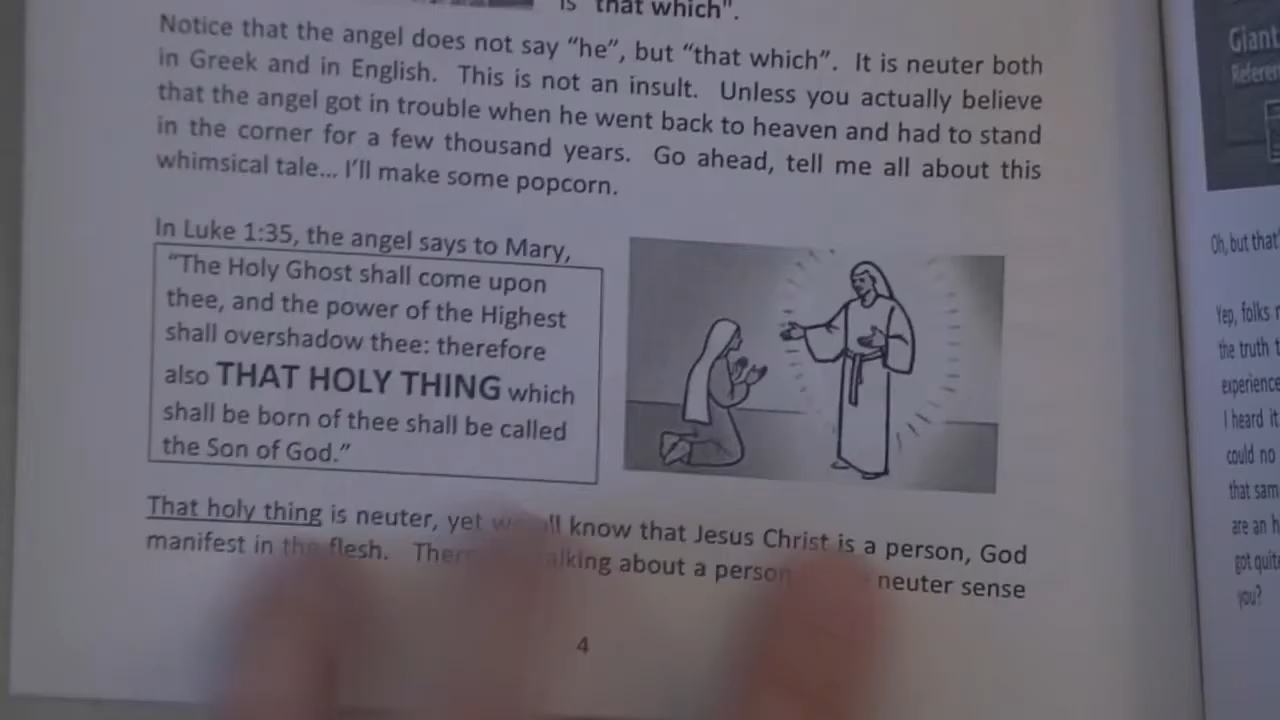 is "that which".
Notice that the angel does not say "he", but "that which". It is neuter both
in Greek and in English. This is not an insult. Unless you actually believe
that the angel got in trouble when he went back to heaven and had to stand
in the corner for a few thousand years. Go ahead, tell me all about this
whimsical tale... I'll make some popcorn.
In Luke 1:35, the angel says to Mary,
"The Holy Ghost shall come upon
thee, and the power of the Highest
shall overshadow thee: therefore
also THAT HOLY THING which
shall be born of thee shall be called
the Son of God."
That holy thing is neuter, yet we all know that Jesus Christ is a person, God
manifest in the flesh. talking about a person neuter sense
4
Giant
Oh, but that
Yep, folks
the truth
experience
I heard it
could no
that
are an
got
you?